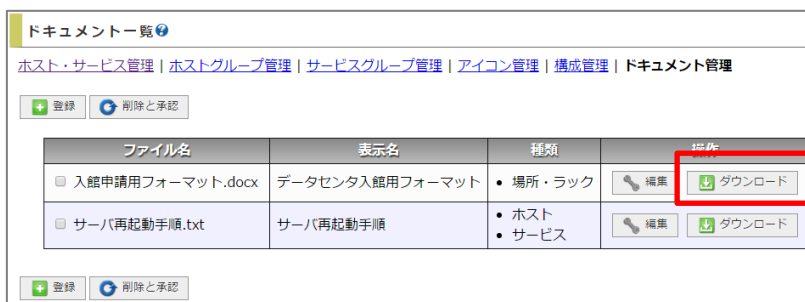 ドキュメント一覧?
ホスト・サービス管理 | ホストグループ管理 | サービスグループ管理 | アイコン管理 | 構成管理 | ドキュメント管理
登録 削除と承認
ファイル名 表示名 種類 操作
入館申請用フォーマット.docx データセンタ入館用フォーマット • 場所・ラック 編集 ダウンロード
サーバ再起動手順.txt サーバ再起動手順 • ホスト 編集 ダウンロード
• サービス
登録 削除と承認